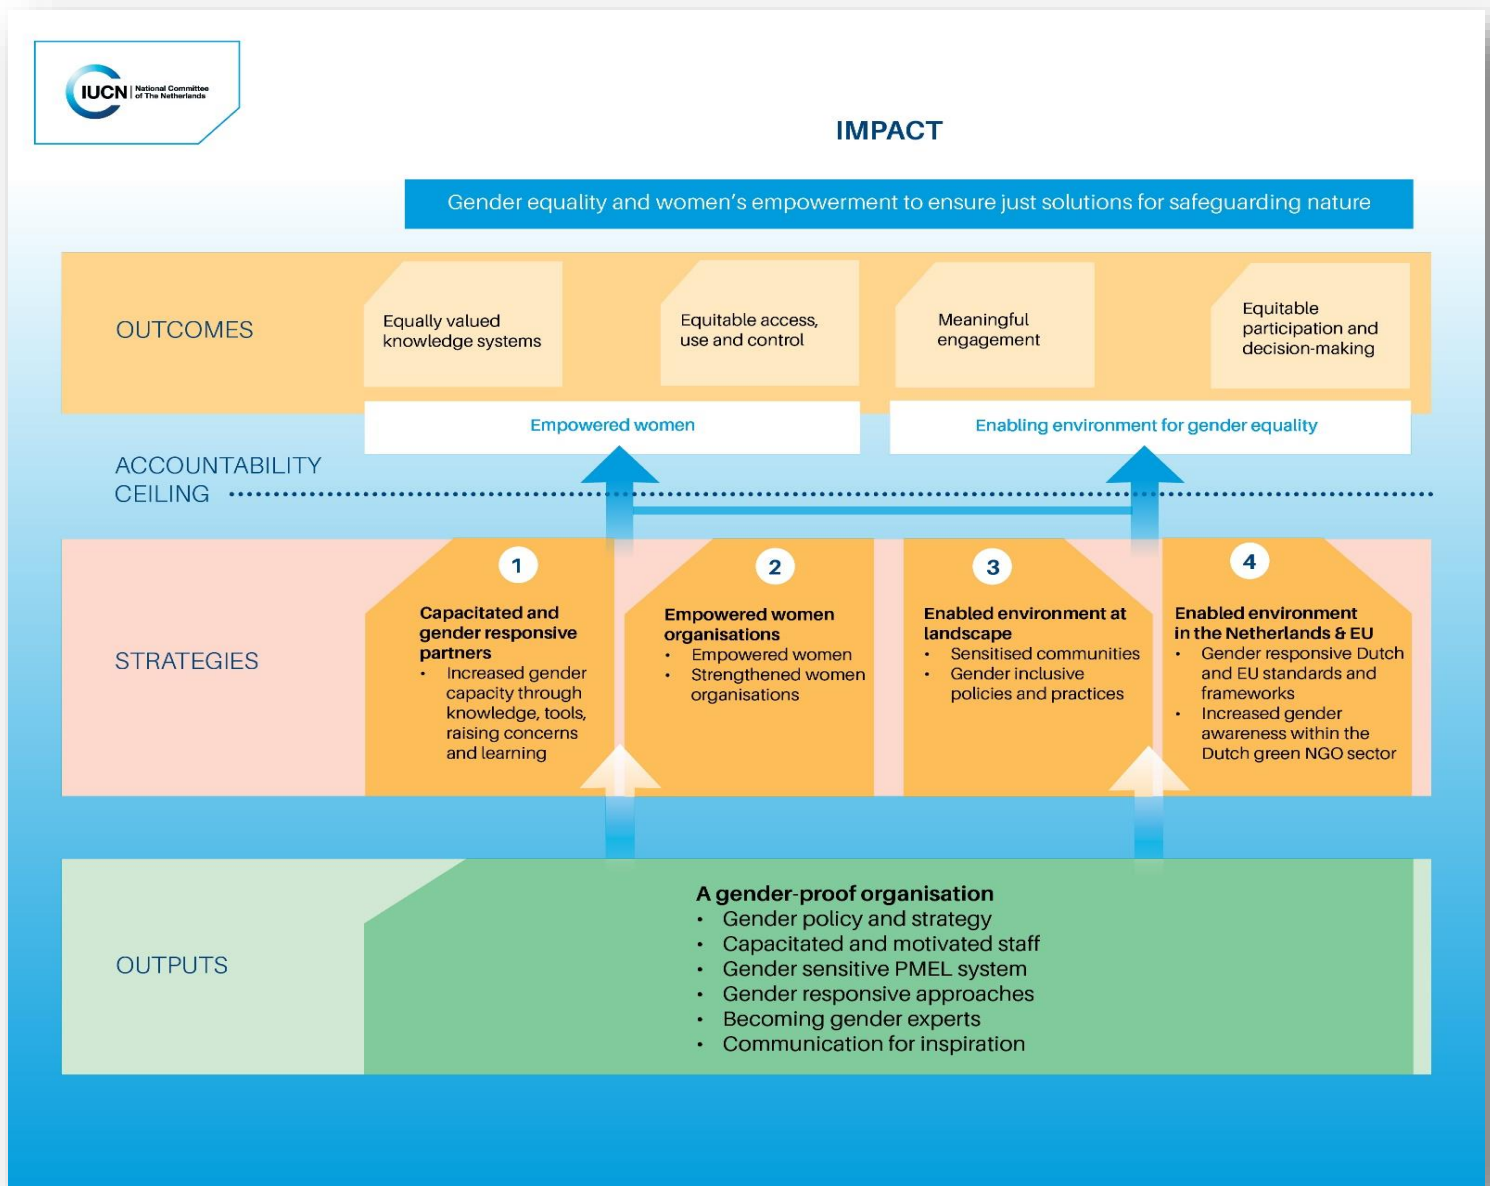 IUCN National Committee
of The Netherlands
IMPACT
Gender equality and women's empowerment to ensure just solutions for safeguarding nature
OUTCOMES
Equally valued
knowledge systems
Equitable access,
use and control
Meaningful
engagement
Equitable
participation and
decision-making
Empowered women
Enabling environment for gender equality
ACCOUNTABILITY
CEILING
STRATEGIES
1
Capacitated and
gender responsive
partners
• Increased gender
capacity through
knowledge, tools,
raising concerns
and learning
2
Empowered women
organisations
• Empowered women
• Strengthened women
organisations
3
Enabled environment at
landscape
• Sensitised communities
• Gender inclusive
policies and practices
4
Enabled environment
in the Netherlands & EU
• Gender responsive Dutch
and EU standards and
frameworks
• Increased gender
awareness within the
Dutch green NGO sector
OUTPUTS
A gender-proof organisation
• Gender policy and strategy
• Capacitated and motivated staff
• Gender sensitive PMEL system
• Gender responsive approaches
• Becoming gender experts
• Communication for inspiration